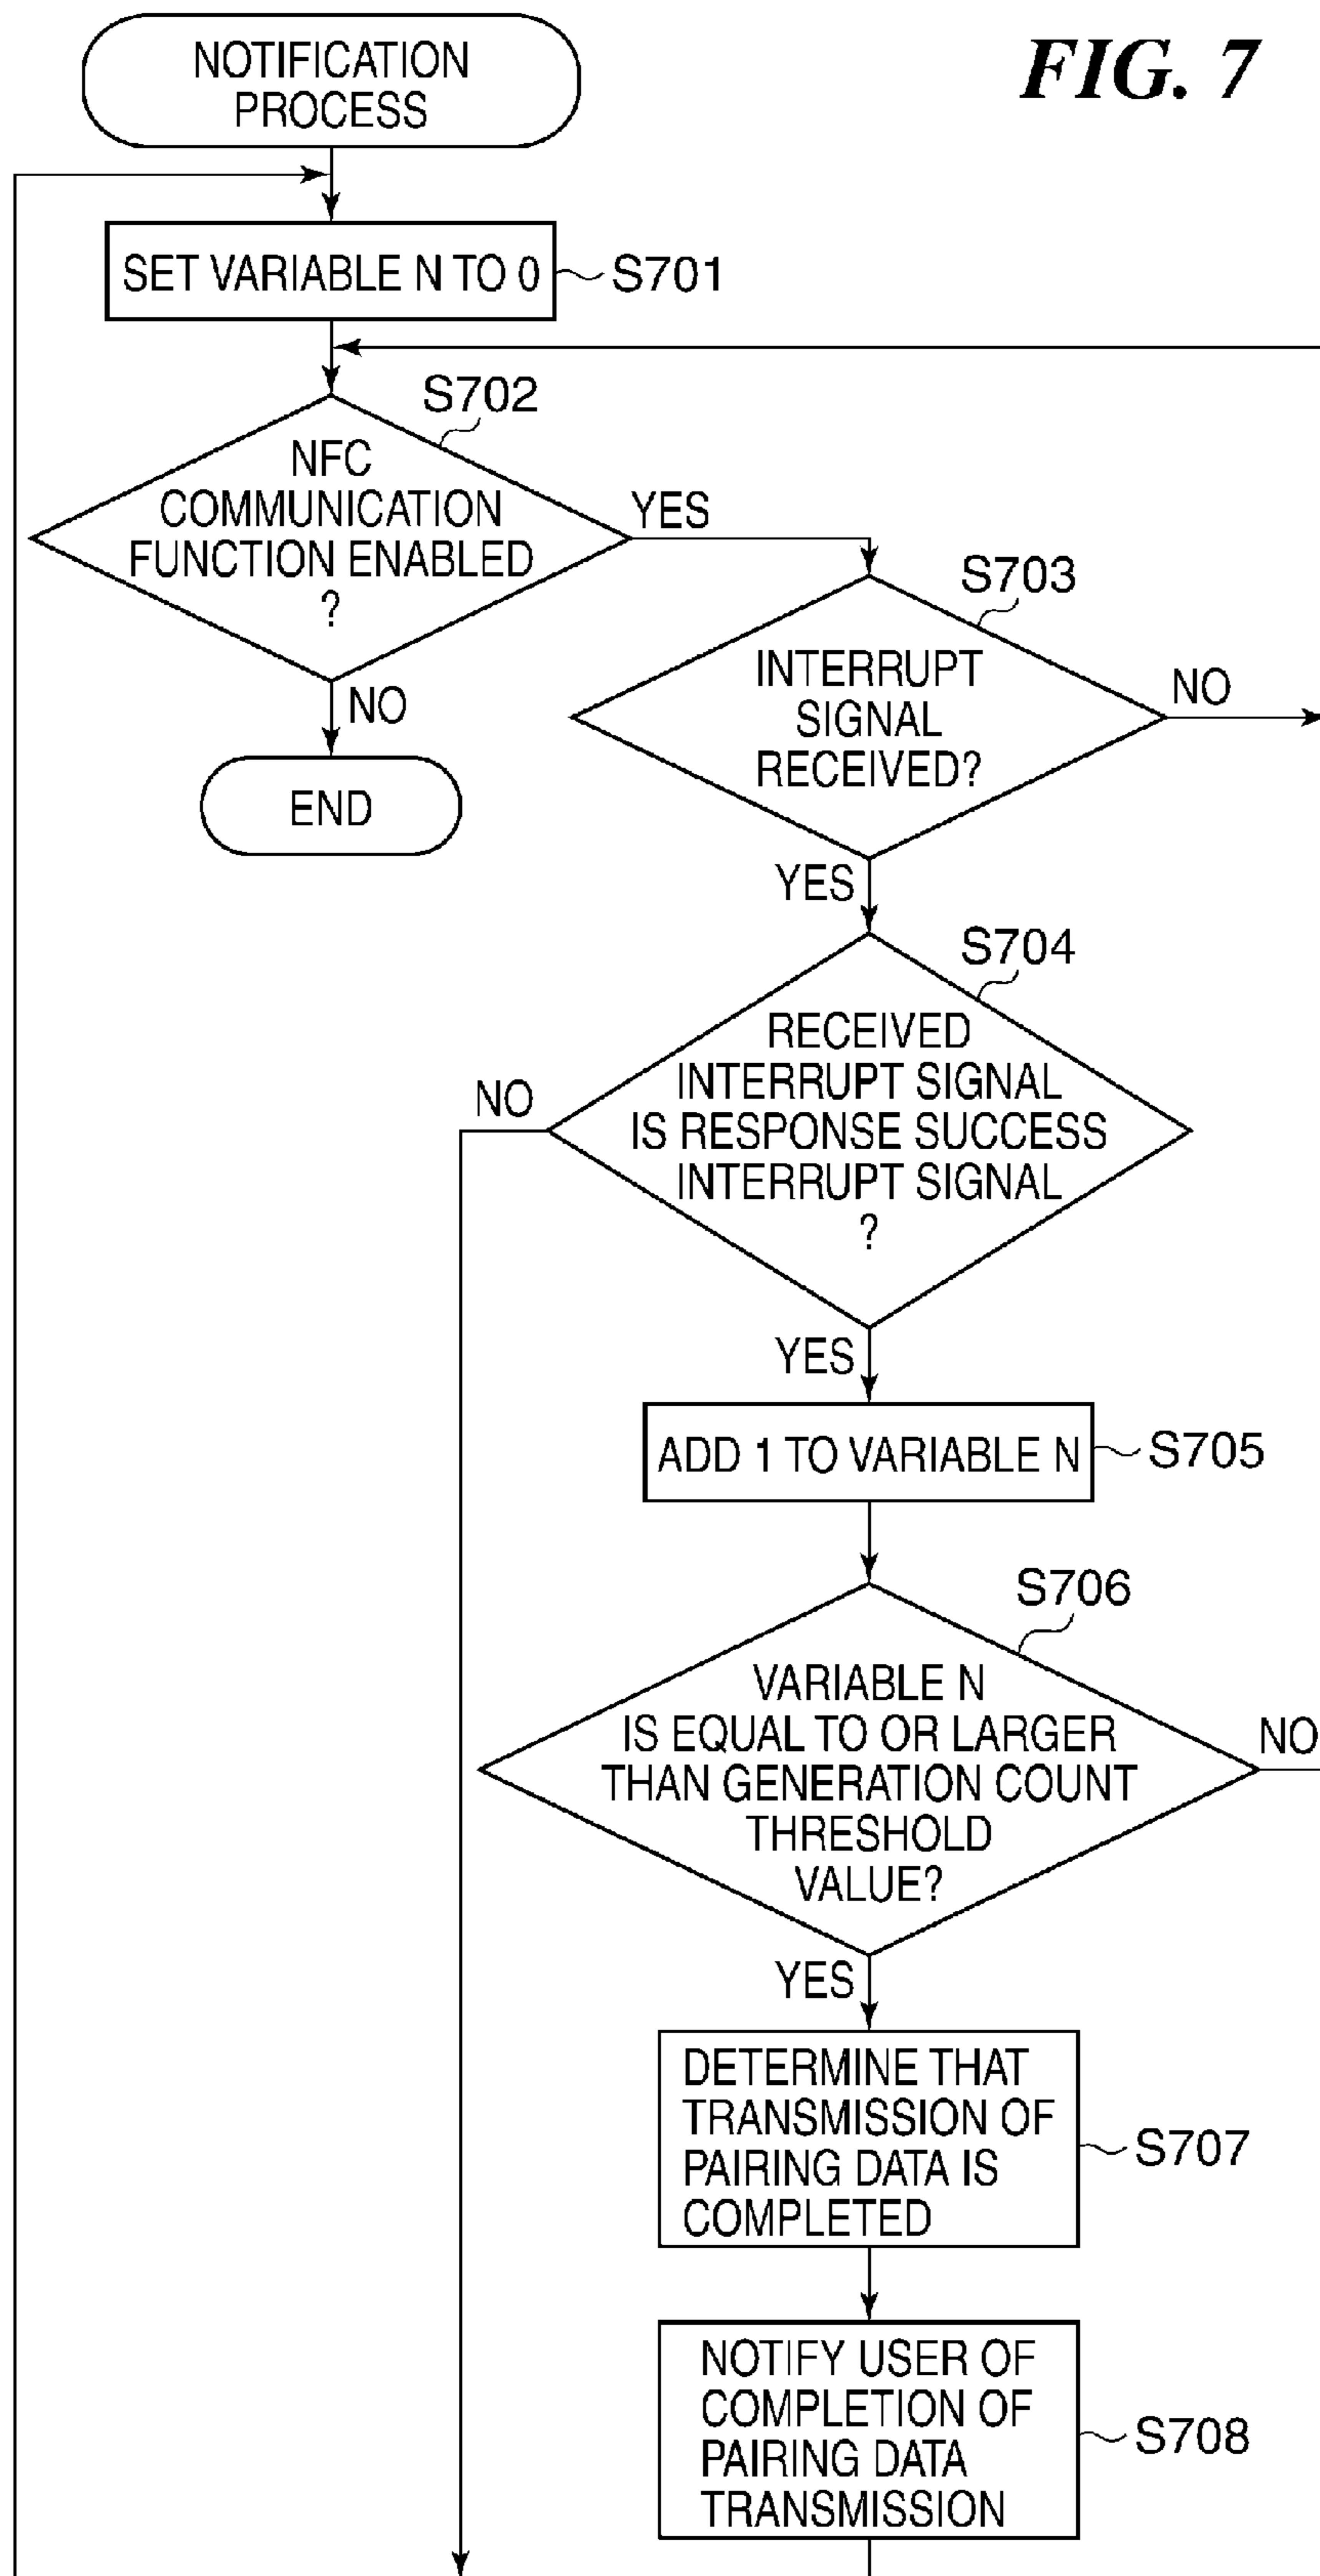 FIG. 7
NOTIFICATION
PROCESS
SET VARIABLE N TO 0
S701
S702
NFC
COMMUNICATION
FUNCTION ENABLED
?
YES
NO
END
S703
INTERRUPT
SIGNAL
RECEIVED?
NO
YES
S704
RECEIVED
INTERRUPT SIGNAL
IS RESPONSE SUCCESS
INTERRUPT SIGNAL
?
NO
YES
ADD 1 TO VARIABLE N
S705
S706
VARIABLE N
IS EQUAL TO OR LARGER
THAN GENERATION COUNT
THRESHOLD
VALUE?
NO
YES
DETERMINE THAT
TRANSMISSION OF
PAIRING DATA IS
COMPLETED
S707
NOTIFY USER OF
COMPLETION OF
PAIRING DATA
TRANSMISSION
S708